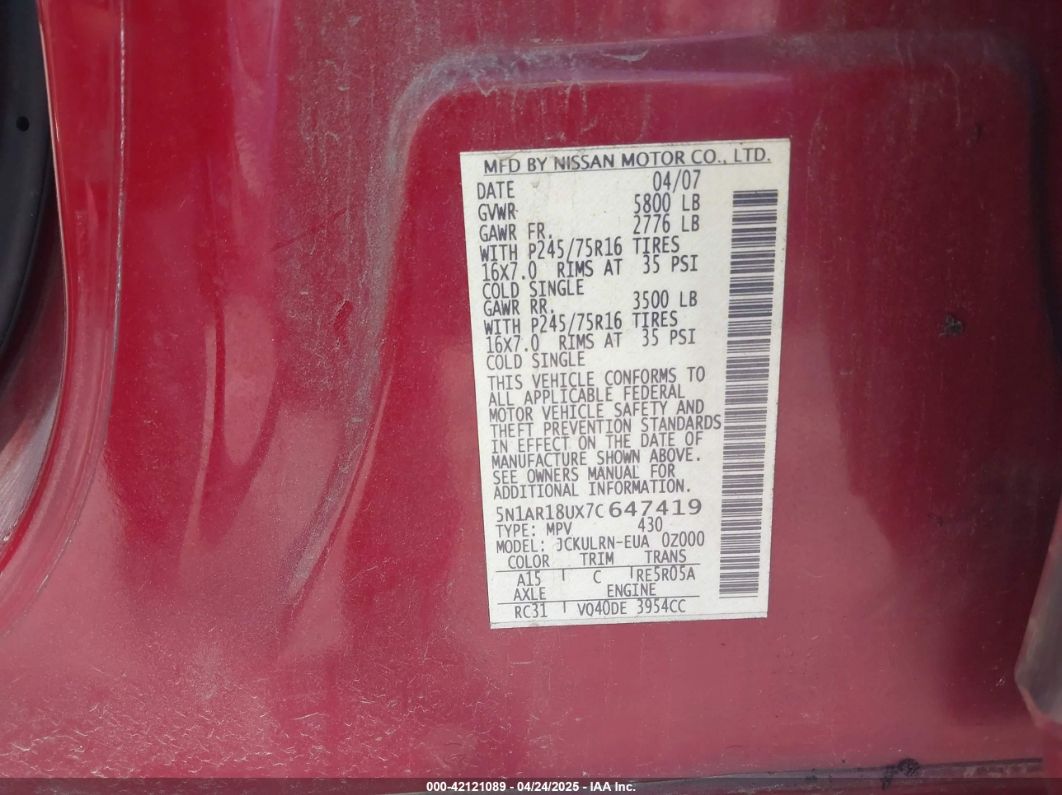 MFD BY NISSAN MOTOR CO., LTD.
DATE 04/07
GVWR 5800 LB
GAWR FR. 2776 LB
WITH P245/75R16 TIRES
16X7.0 RIMS AT 35 PSI
COLD SINGLE
GAWR RR. 3500 LB
WITH P245/75R16 TIRES
16X7.0 RIMS AT 35 PSI
COLD SINGLE
THIS VEHICLE CONFORMS TO
ALL APPLICABLE FEDERAL
MOTOR VEHICLE SAFETY AND
THEFT PREVENTION STANDARDS
IN EFFECT ON THE DATE OF
MANUFACTURE SHOWN ABOVE.
SEE OWNERS MANUAL FOR
ADDITIONAL INFORMATION.
5N1AR18UX7C647419
TYPE: MPV 430
MODEL: JCKULRN-EUA 0Z000
COLOR TRIM TRANS
A15 C RE5R05A
AXLE ENGINE
RC31 VQ40DE 3954CC
000-42121089 - 04/24/2025 - IAA Inc.